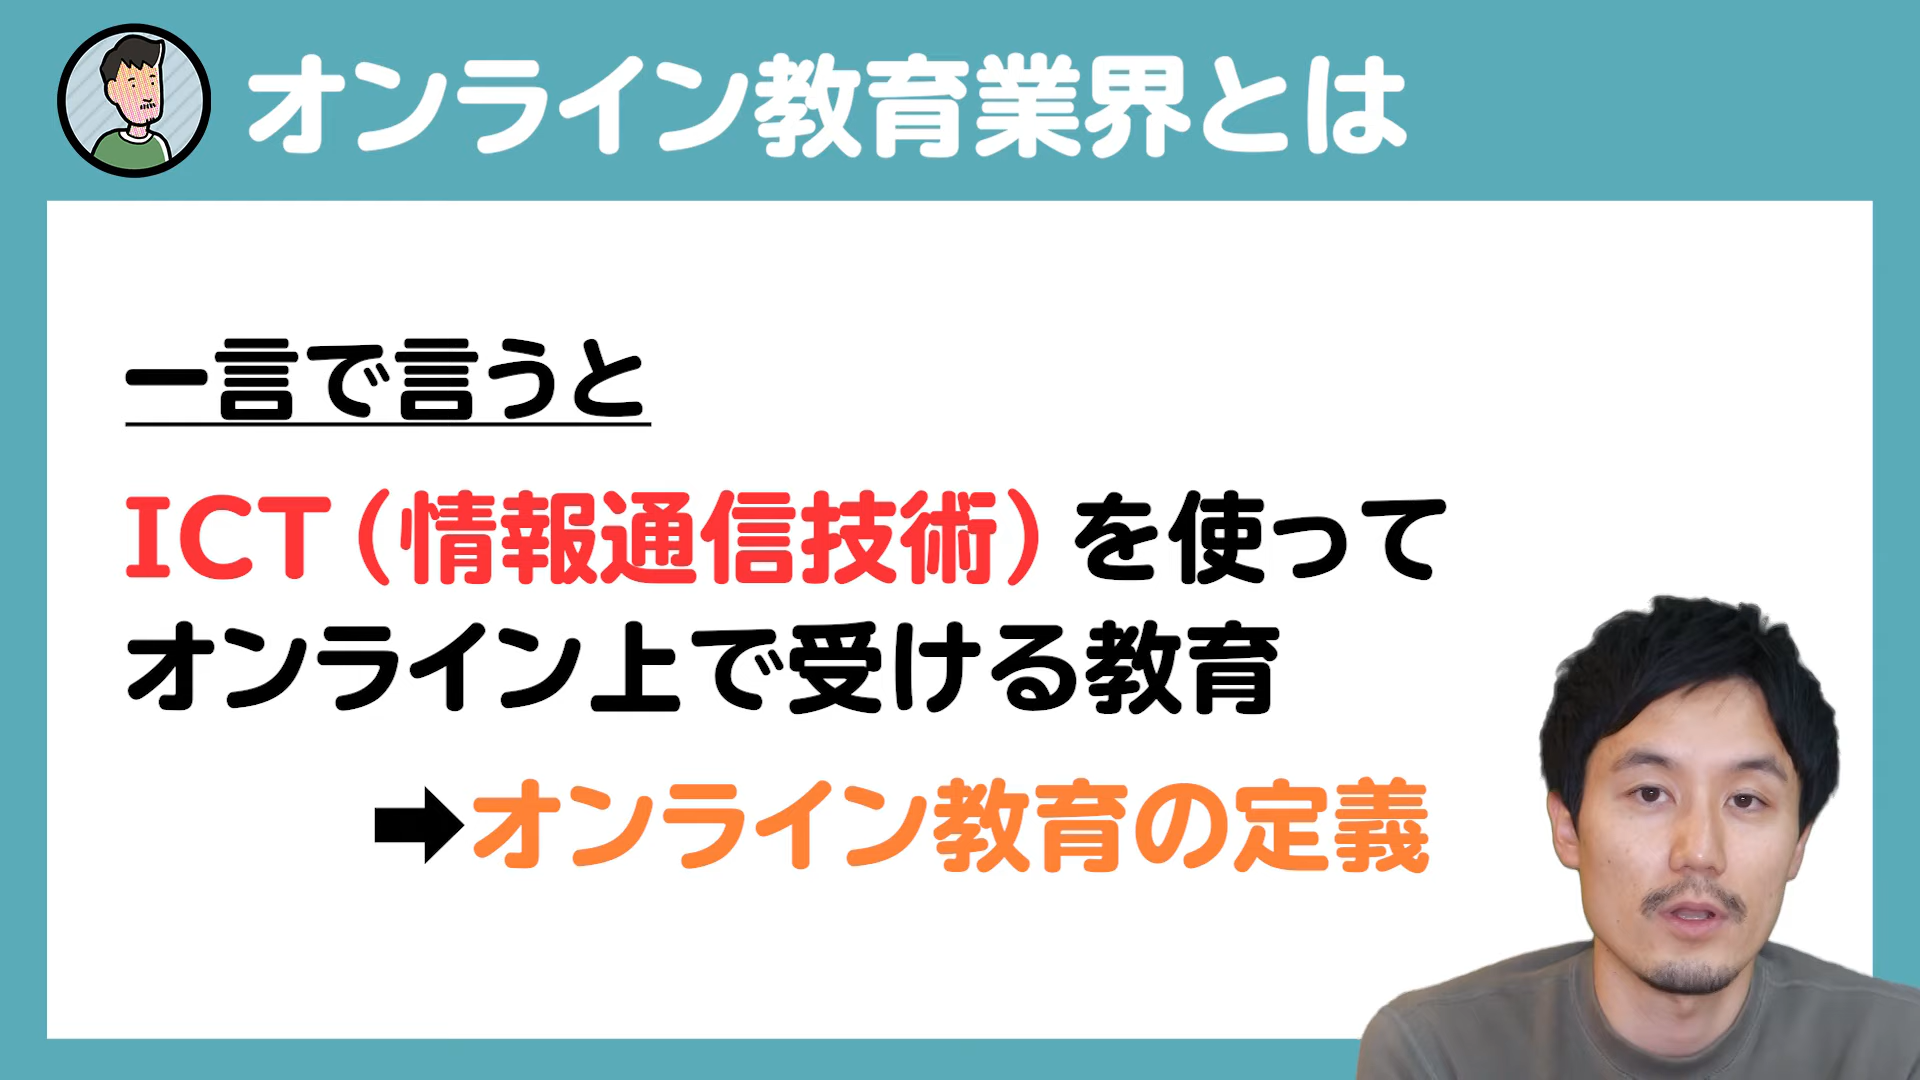 オンライン教育業界とは
一言で言うと
ICT(情報通信技術)を使って
オンライン上で受ける教育
➡オンライン教育の定義